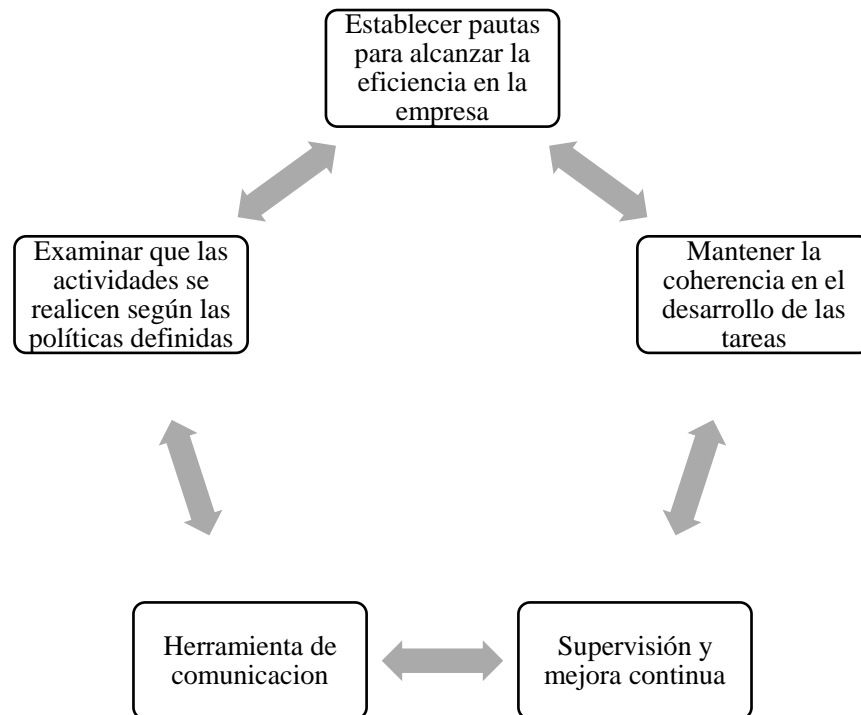 Establecer pautas
para alcanzar la
eficiencia en la
empresa
Examinar que las
actividades se
realicen según las
políticas definidas
Mantener la
coherencia en el
desarrollo de las
tareas
Herramienta de
comunicacion
Supervisión y
mejora continua